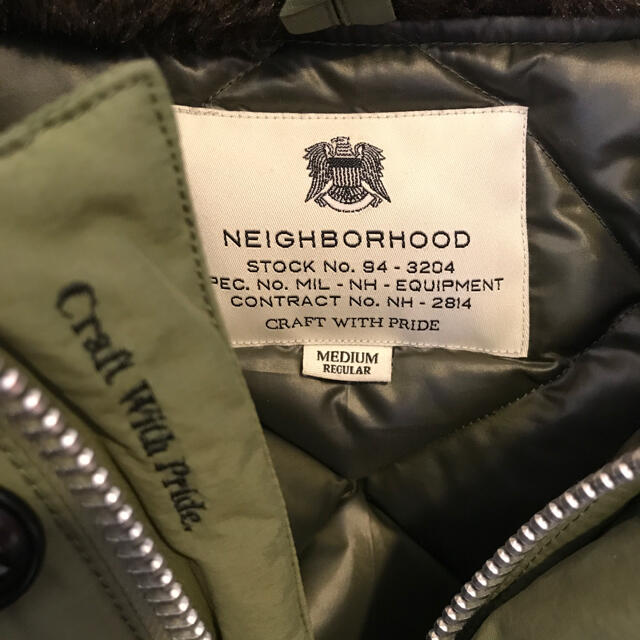 NEIGHBORHOOD
STOCK No. 94 - 3204
PEC. No. MIL - NH - EQUIPMENT
CONTRACT No. NH - 2814
CRAFT WITH PRIDE
MEDIUM
REGULAR
Craft With Pride.